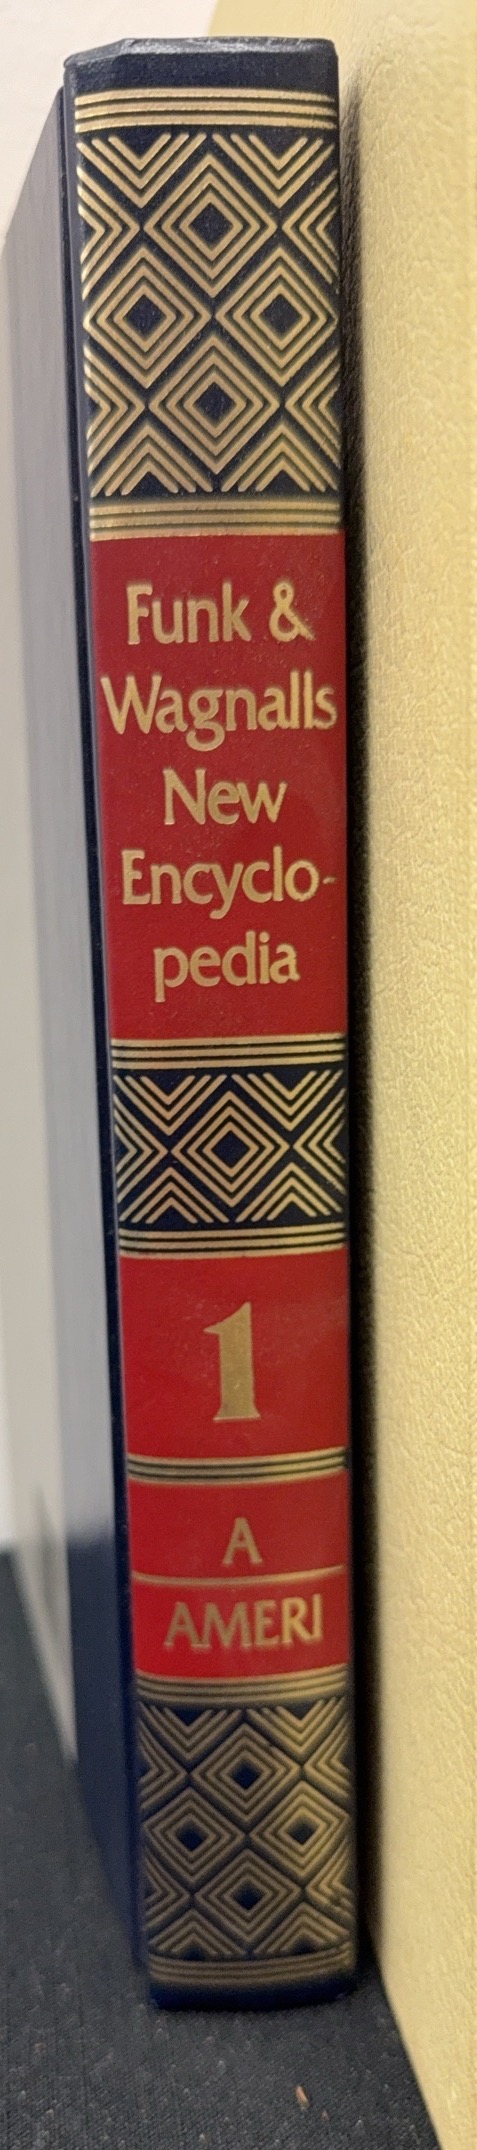 Funk &
Wagnalls
New
Encyclo-
pedia
1
A
AMERI